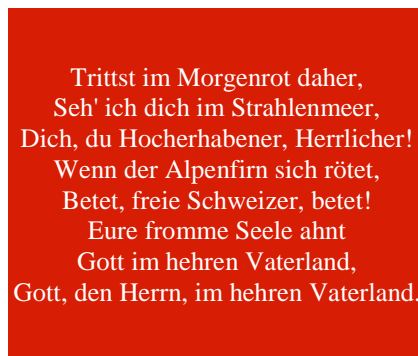 Trittst im Morgenrot daher,
Seh' ich dich im Strahlenmeer,
Dich, du Hocherhabener, Herrlicher!
Wenn der Alpenfirn sich rötet,
Betet, freie Schweizer, betet!
Eure fromme Seele ahnt
Gott im hehren Vaterland,
Gott, den Herrn, im hehren Vaterland.